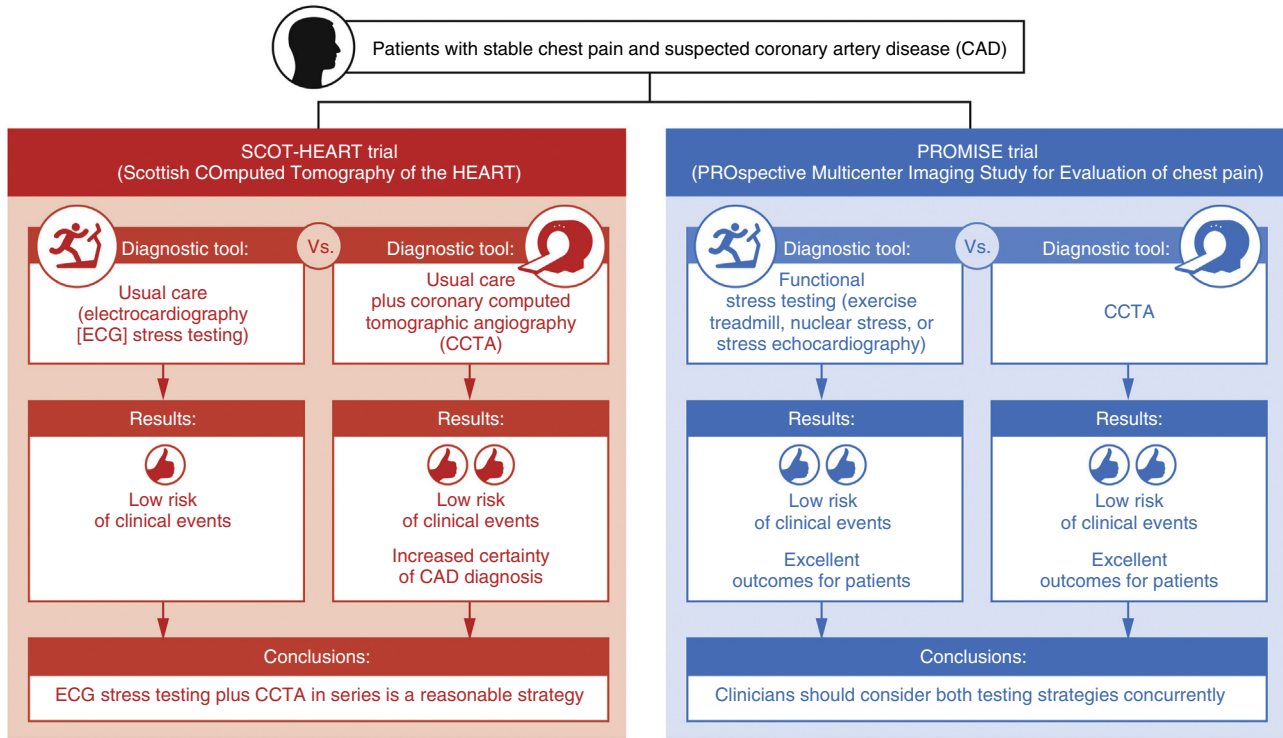 Patients with stable chest pain and suspected coronary artery disease (CAD)
SCOT-HEART trial
(Scottish COmputed Tomography of the HEART)
Diagnostic tool:
Vs.
Diagnostic tool:
Usual care
(electrocardiography
[ECG] stress testing)
Usual care
plus coronary computed
tomographic angiography
(CCTA)
Results:
Low risk
of clinical events
Results:
Low risk
of clinical events
Increased certainty
of CAD diagnosis
Conclusions:
ECG stress testing plus CCTA in series is a reasonable strategy
PROMISE trial
(PROspective Multicenter Imaging Study for Evaluation of chest pain)
Diagnostic tool:
Vs.
Diagnostic tool:
Functional
stress testing (exercise
treadmill, nuclear stress, or
stress echocardiography)
CCTA
Results:
Low risk
of clinical events
Excellent
outcomes for patients
Results:
Low risk
of clinical events
Excellent
outcomes for patients
Conclusions:
Clinicians should consider both testing strategies concurrently